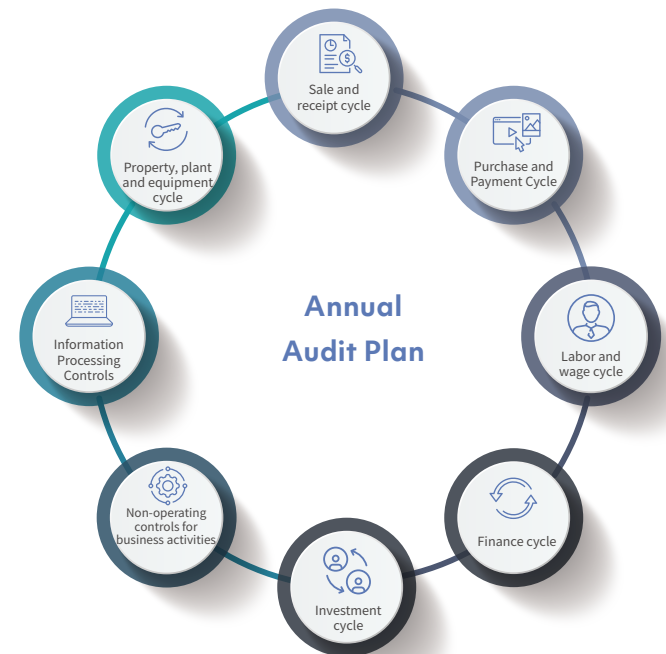 Sale and
receipt cycle
Purchase and
Payment Cycle
Labor and
wage cycle
Finance cycle
Investment
cycle
Non-operating
controls for
business activities
Information
Processing
Controls
Property, plant
and equipment
cycle
Annual
Audit Plan